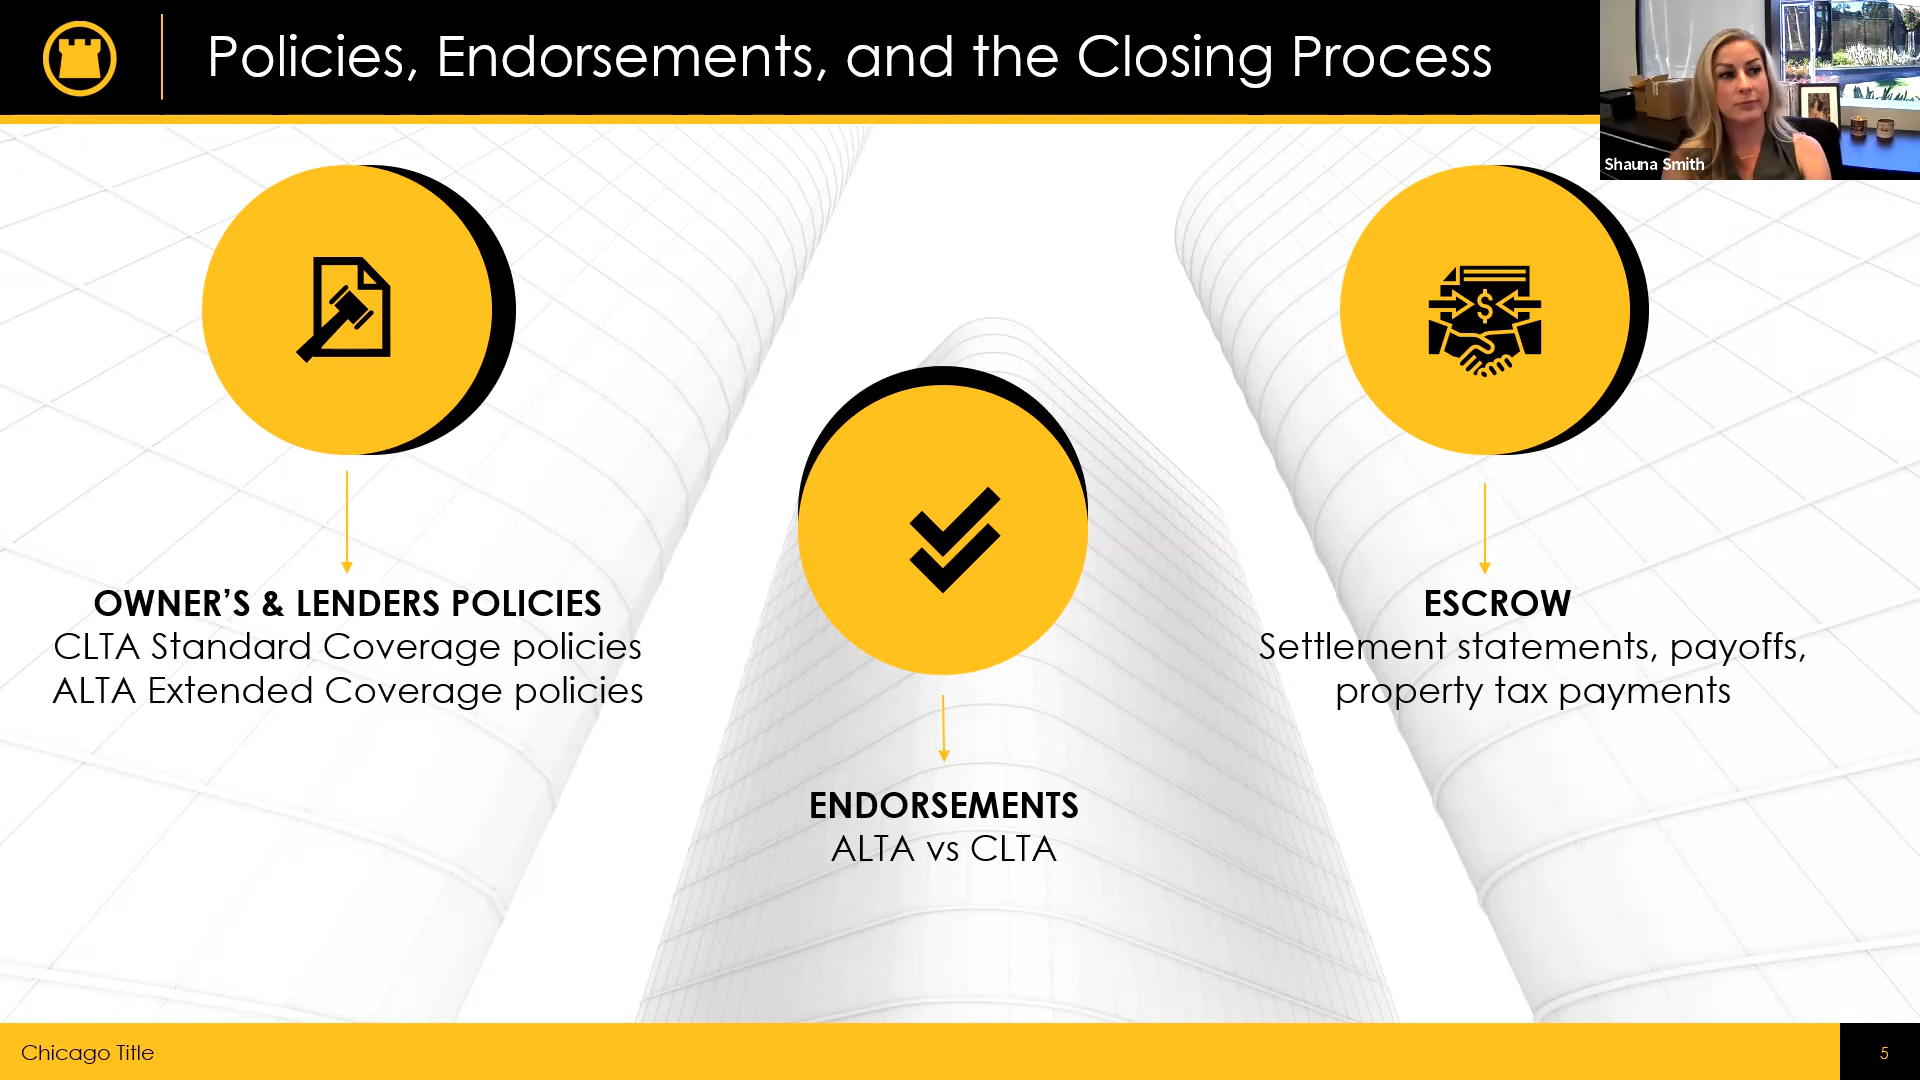 Policies, Endorsements, and the Closing Process
Shauna Smith
OWNER’S & LENDERS POLICIES
CLTA Standard Coverage policies
ALTA Extended Coverage policies
$
ESCROW
Settlement statements, payoffs,
property tax payments
ENDORSEMENTS
ALTA vs CLTA
Chicago Title
5